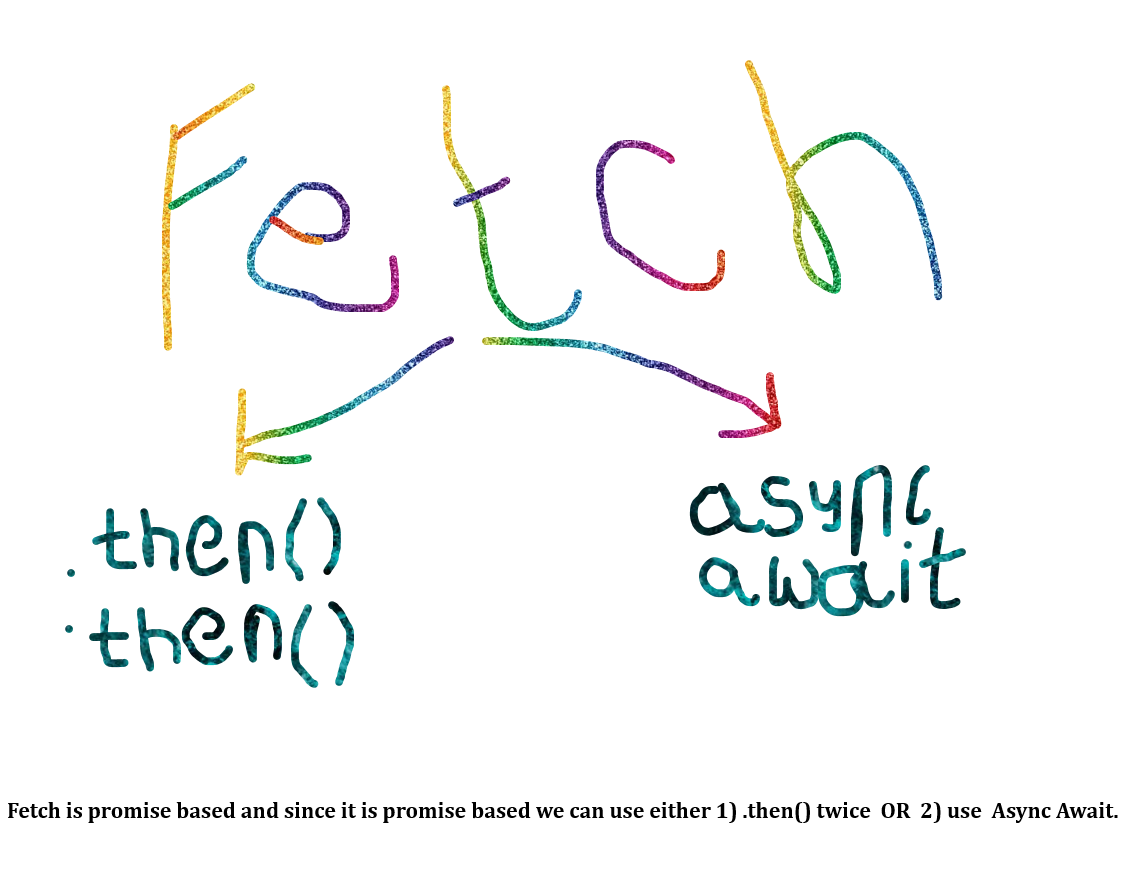 Fetch
.then()
.then()
async
await
Fetch is promise based and since it is promise based we can use either 1) .then() twice  OR  2) use  Async Await.